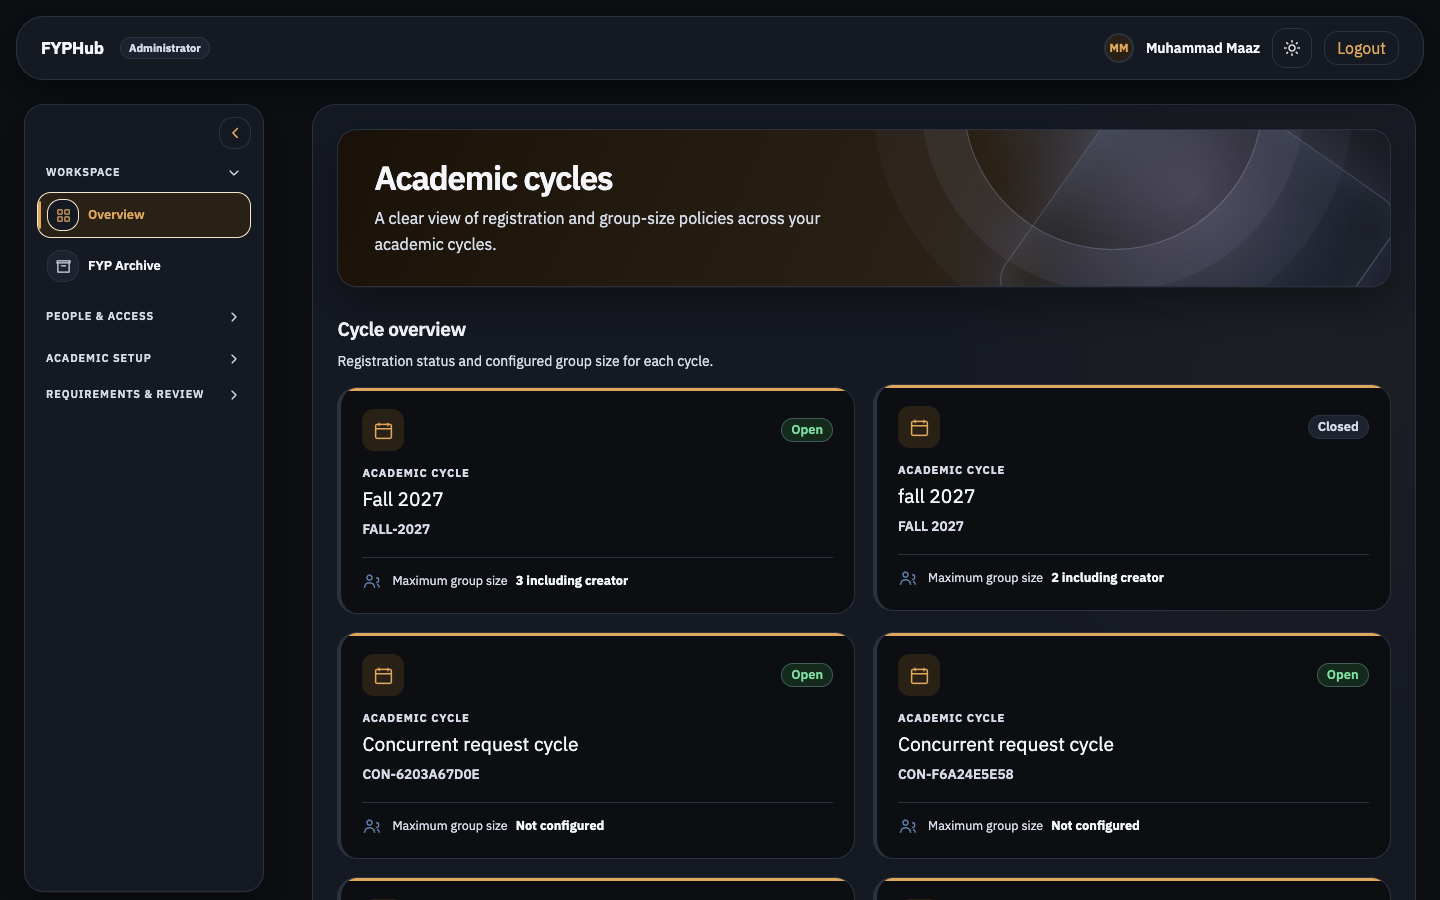 FYPHub
Administrator
MM
Muhammad Maaz
Logout
WORKSPACE
Overview
FYP Archive
PEOPLE & ACCESS
ACADEMIC SETUP
REQUIREMENTS & REVIEW
Academic cycles
A clear view of registration and group-size policies across your
academic cycles.
Cycle overview
Registration status and configured group size for each cycle.
Open
ACADEMIC CYCLE
Fall 2027
FALL-2027
Maximum group size 3 including creator
Closed
ACADEMIC CYCLE
fall 2027
FALL 2027
Maximum group size 2 including creator
Open
ACADEMIC CYCLE
Concurrent request cycle
CON-6203A67D0E
Maximum group size Not configured
Open
ACADEMIC CYCLE
Concurrent request cycle
CON-F6A24E5E58
Maximum group size Not configured